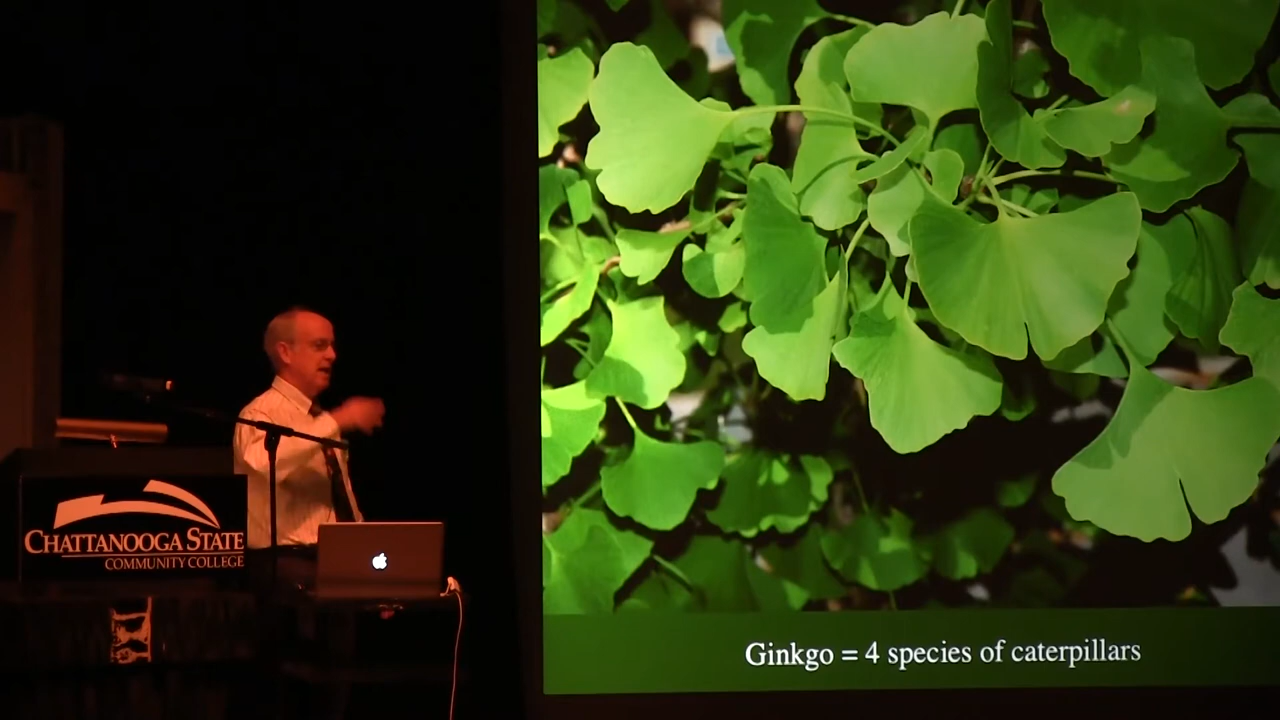 CHATTANOOGA STATE
COMMUNITY COLLEGE
Ginkgo = 4 species of caterpillars